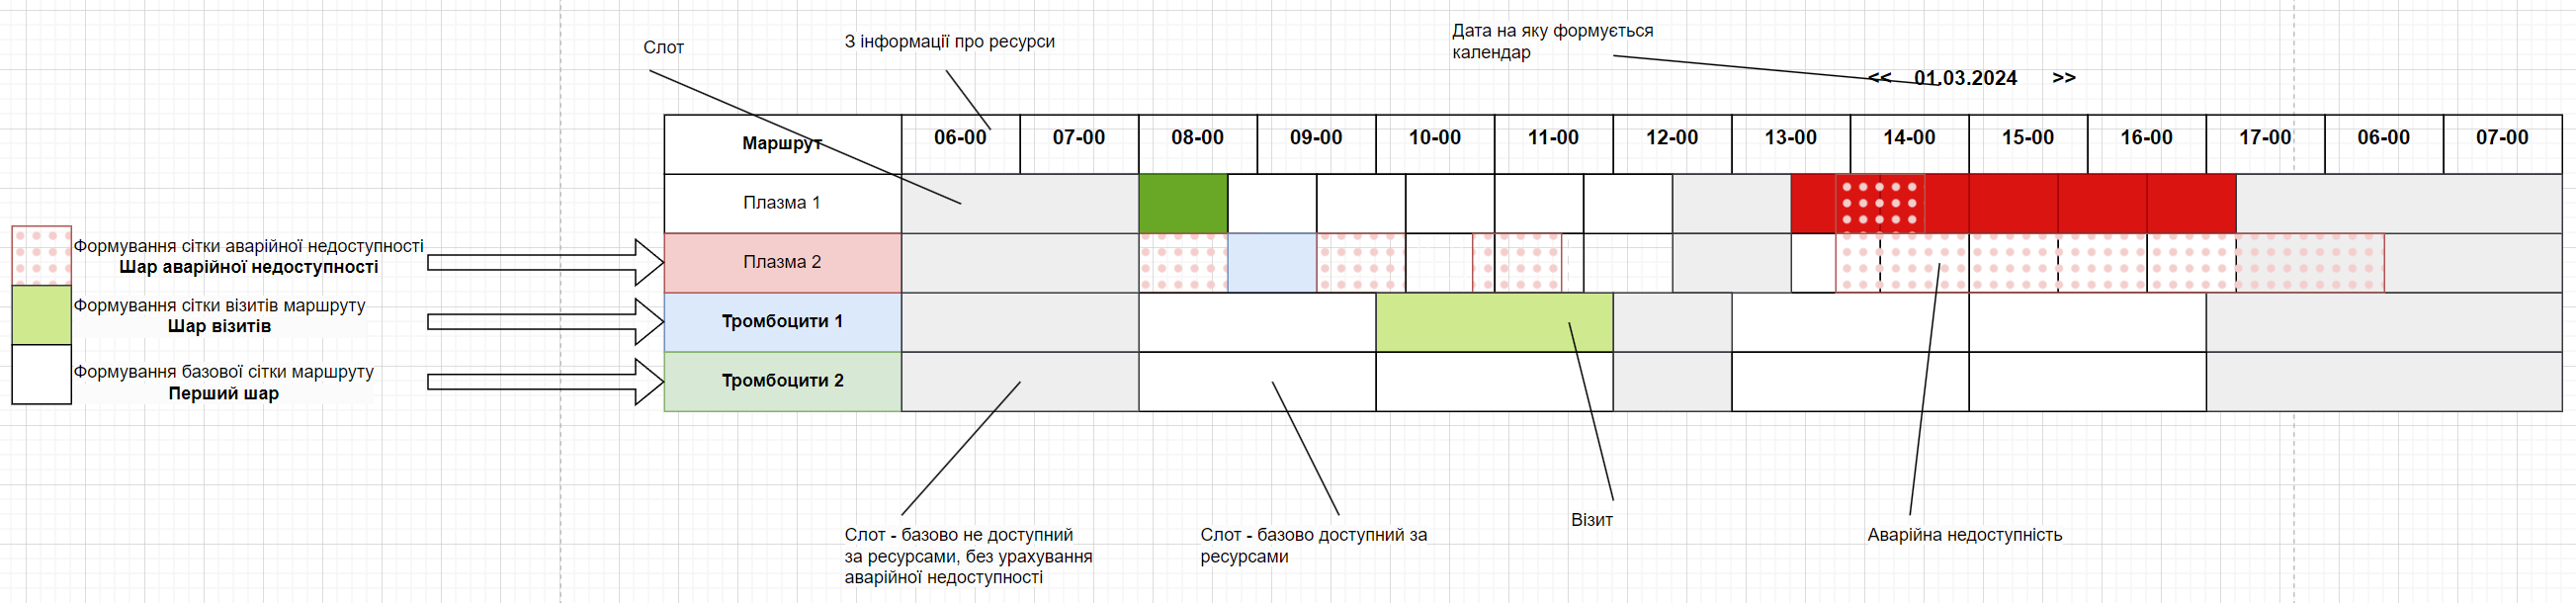 Слот
З інформації про ресурси
Дата на яку формується
календар
<< 01.03.2024 >>
Маршрут 06-00 07-00 08-00 09-00 10-00 11-00 12-00 13-00 14-00 15-00 16-00 17-00 06-00 07-00
Плазма 1
Формування сітки аварійної недоступності
Шар аварійної недоступності
Плазма 2
Формування сітки візитів маршруту
Шар візитів
Тромбоцити 1
Формування базової сітки маршруту
Перший шар
Тромбоцити 2
Слот - базово не доступний
за ресурсами, без урахування
аварійної недоступності
Слот - базово доступний за
ресурсами
Візит
Аварійна недоступність